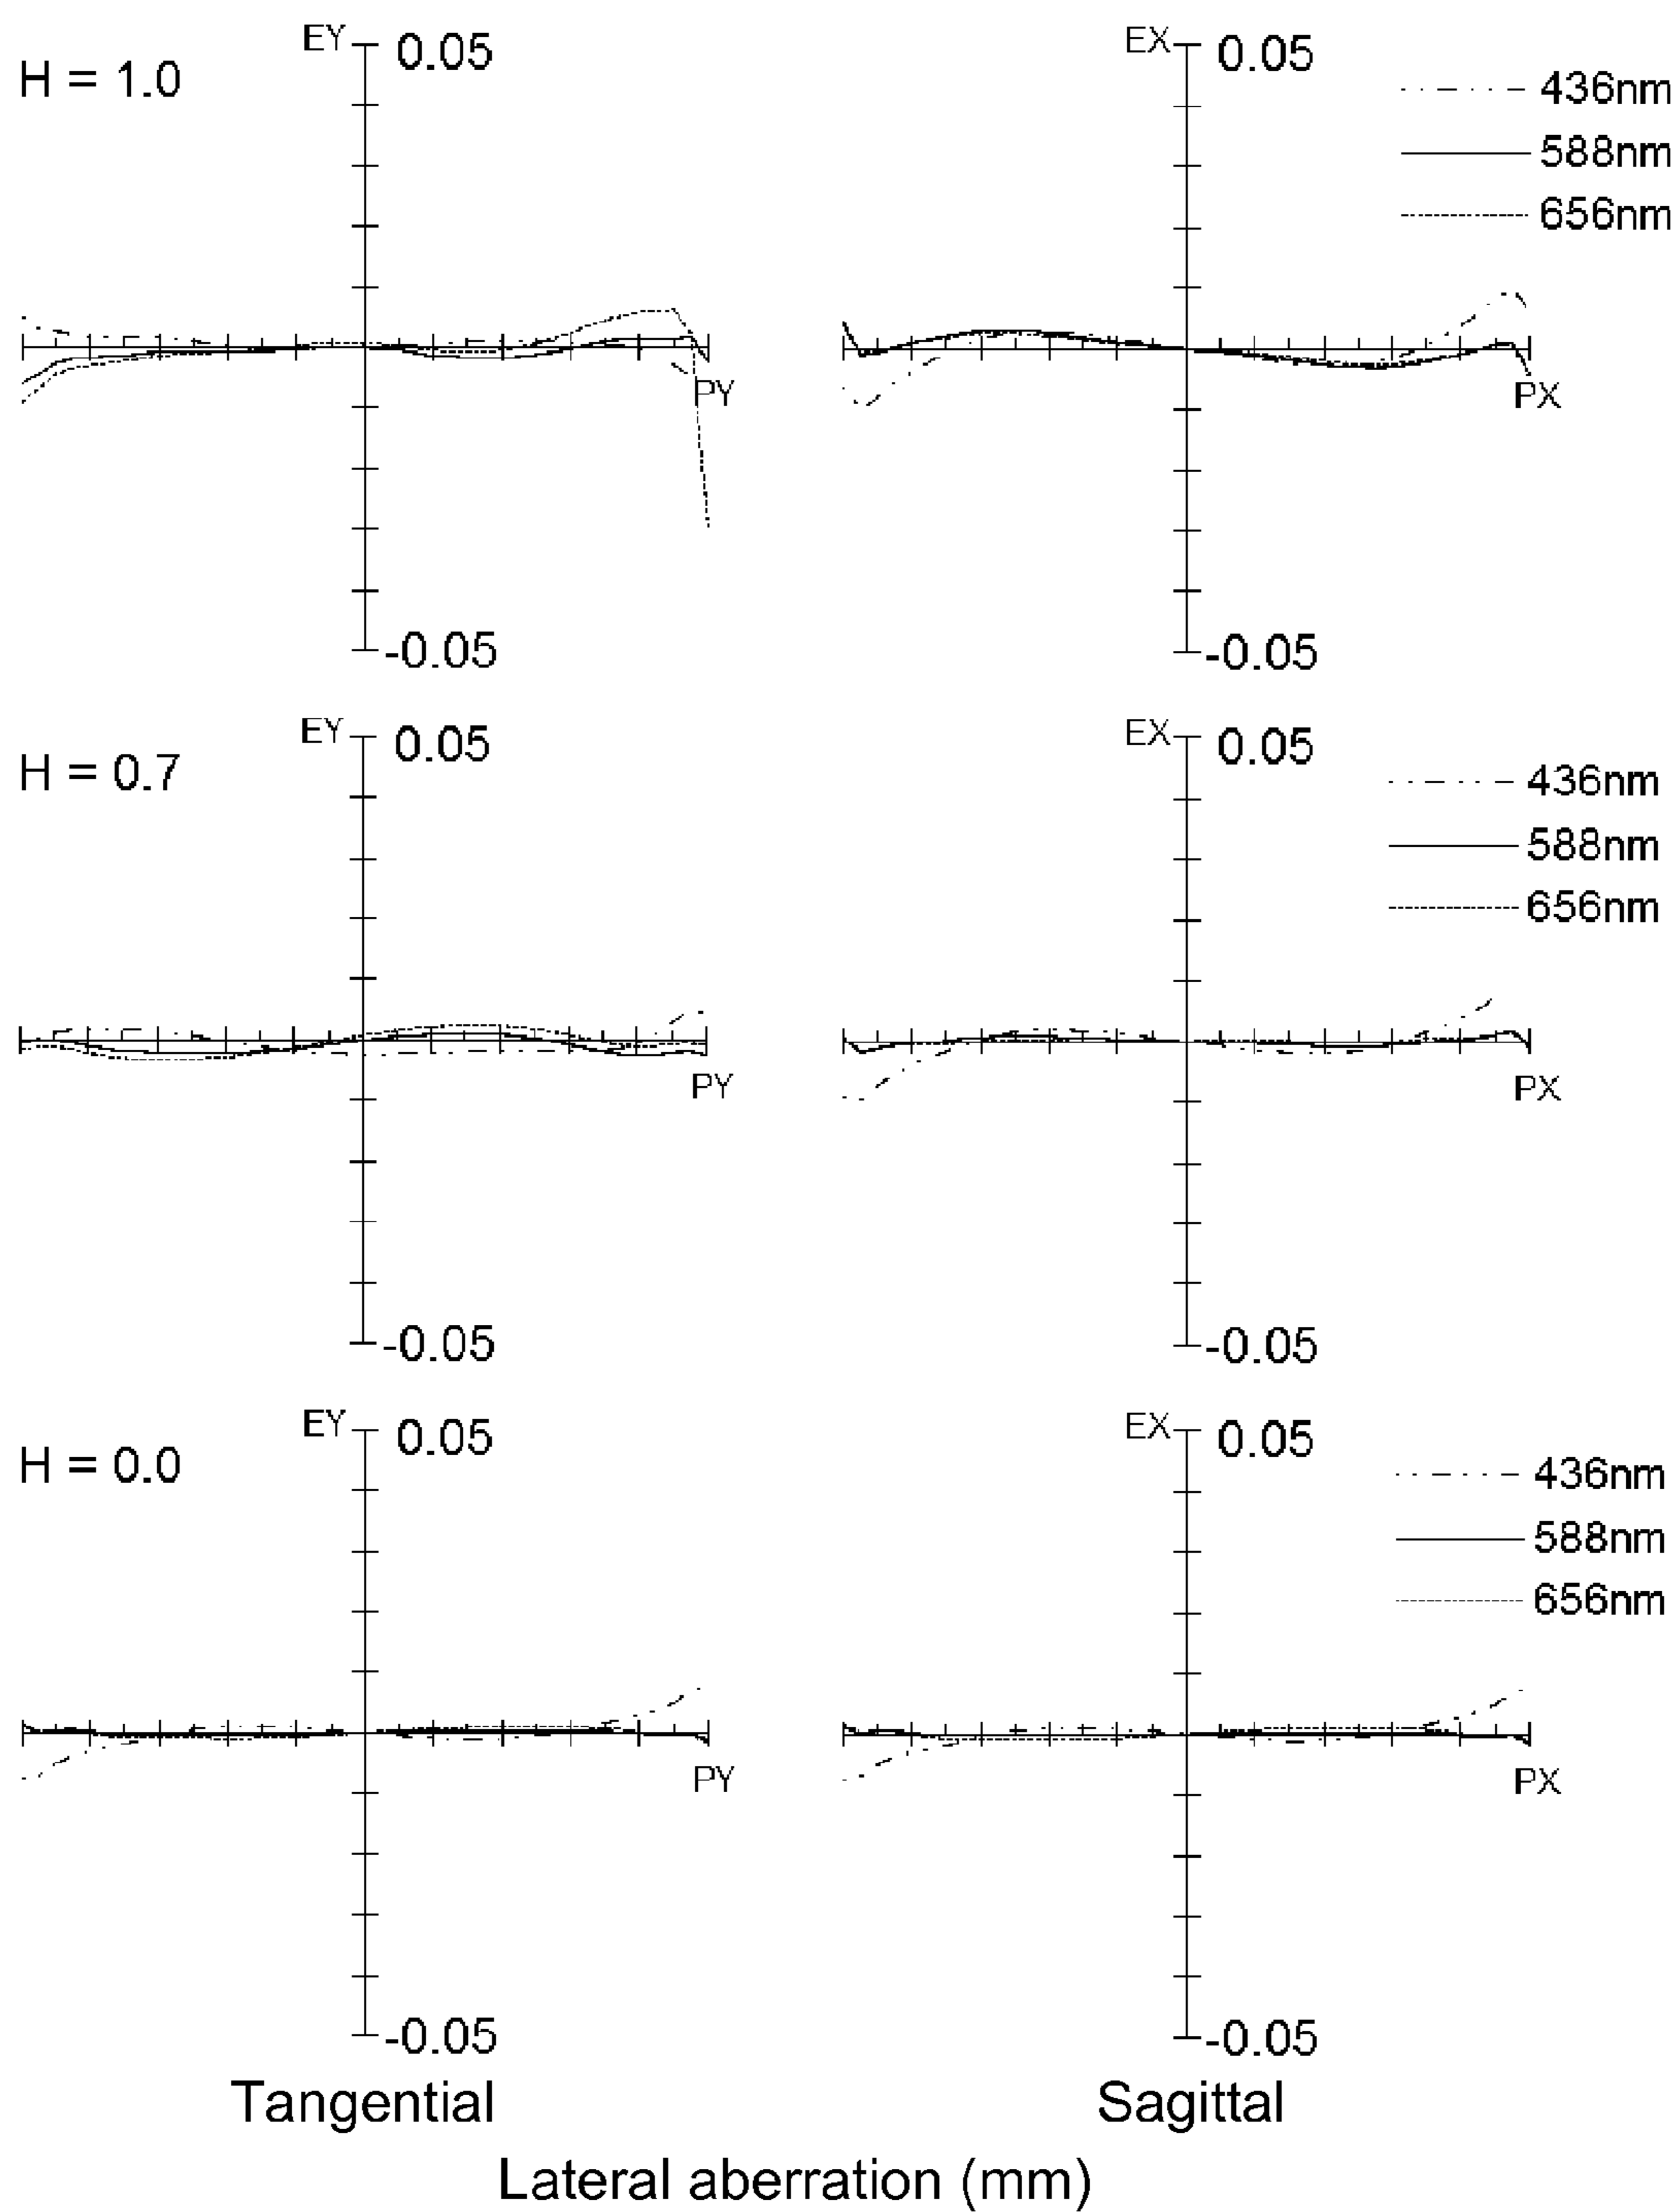 H = 1.0
EY
0.05
EX
0.05
436nm
588nm
656nm
PY
PX
-0.05
-0.05
H = 0.7
EY
0.05
EX
0.05
436nm
588nm
656nm
PY
PX
-0.05
-0.05
H = 0.0
EY
0.05
EX
0.05
436nm
588nm
656nm
PY
PX
-0.05
-0.05
Tangential
Sagittal
Lateral aberration (mm)